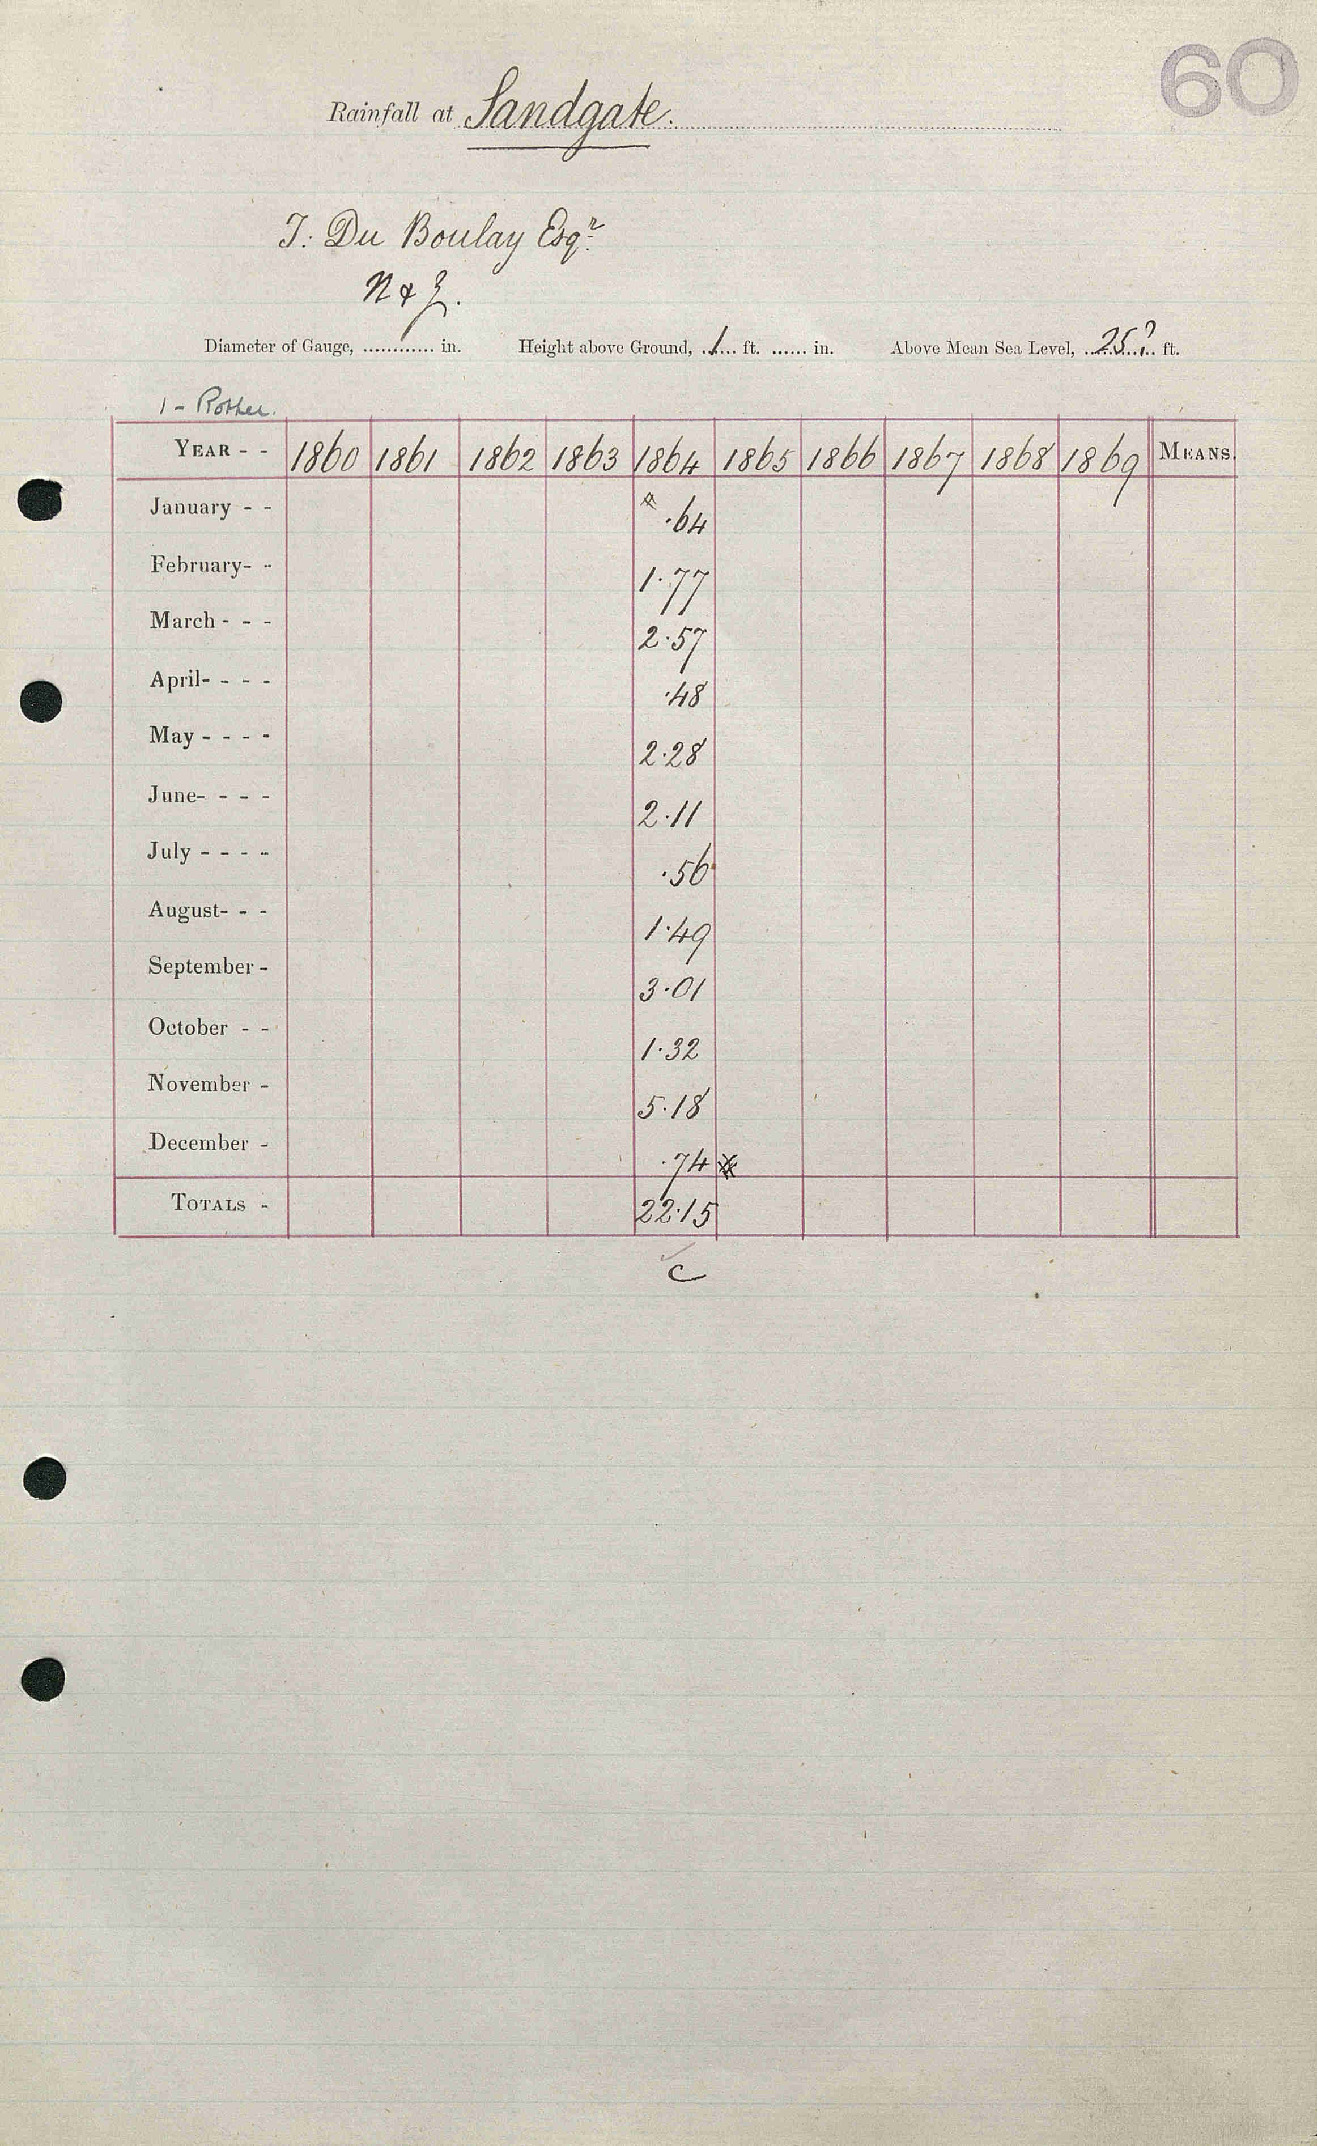 60
Rainfall at Sandgate.
T. Du Boulay Esqr.
N & Z.
Diameter of Gauge, ............ in. Height above Ground, ..1... ft. ...... in. Above Mean Sea Level, ..25?.. ft.
1 - Rother.
YEAR - - 1860 1861 1862 1863 1864 1865 1866 1867 1868 1869 MEANS.
January - - * .64
February- - 1.77
March - - - 2.57
April- - - - .48
May - - - - 2.28
June- - - - 2.11
July - - - - .56
August- - - 1.49
September - 3.01
October - - 1.32
November - 5.18
December - .74 *
TOTALS - 22.15
✓
C